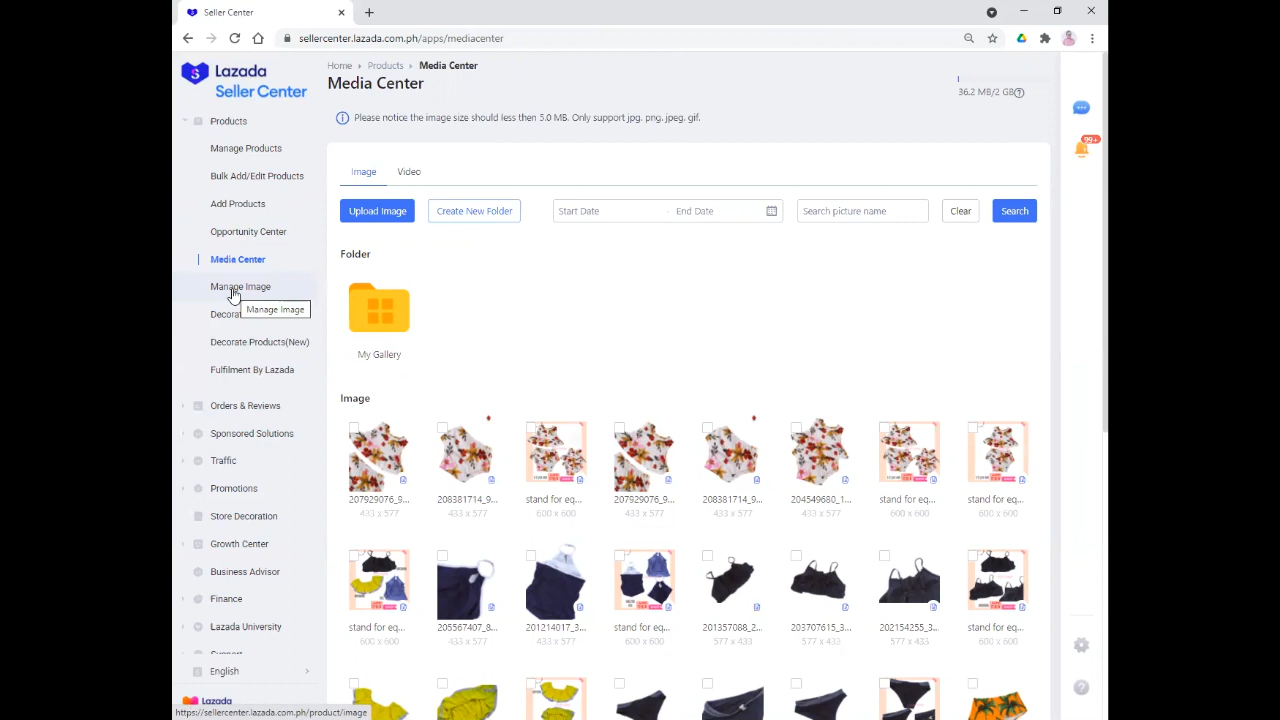 Seller Center
sellercenter.lazada.com.ph/apps/mediacenter
Lazada
Seller Center
Products
Manage Products
Bulk Add/Edit Products
Add Products
Opportunity Center
Media Center
Manage Image
Manage Image
Decorate Products(New)
Fulfilment By Lazada
Orders & Reviews
Sponsored Solutions
Traffic
Promotions
Store Decoration
Growth Center
Business Advisor
Finance
Lazada University
Support
English
Lazada
https://sellercenter.lazada.com.ph/product/image
Home > Products > Media Center
Media Center
36.2 MB/2 GB
99+
Please notice the image size should less then 5.0 MB. Only support jpg. png. jpeg. gif.
Image Video
Upload Image Create New Folder Start Date - End Date Search picture name Clear Search
Folder
My Gallery
Image
207929076_9... 208381714_9... stand for eq... 207929076_9... 208381714_9... 204549680_1... stand for eq... stand for eq...
433 x 577 433 x 577 600 x 600 433 x 577 433 x 577 433 x 577 600 x 600 600 x 600
stand for eq... 205567407_8... 201214017_3... stand for eq... 201357088_2... 203707615_3... 202154255_3... stand for eq...
600 x 600 433 x 577 433 x 577 600 x 600 577 x 433 577 x 433 577 x 433 600 x 600